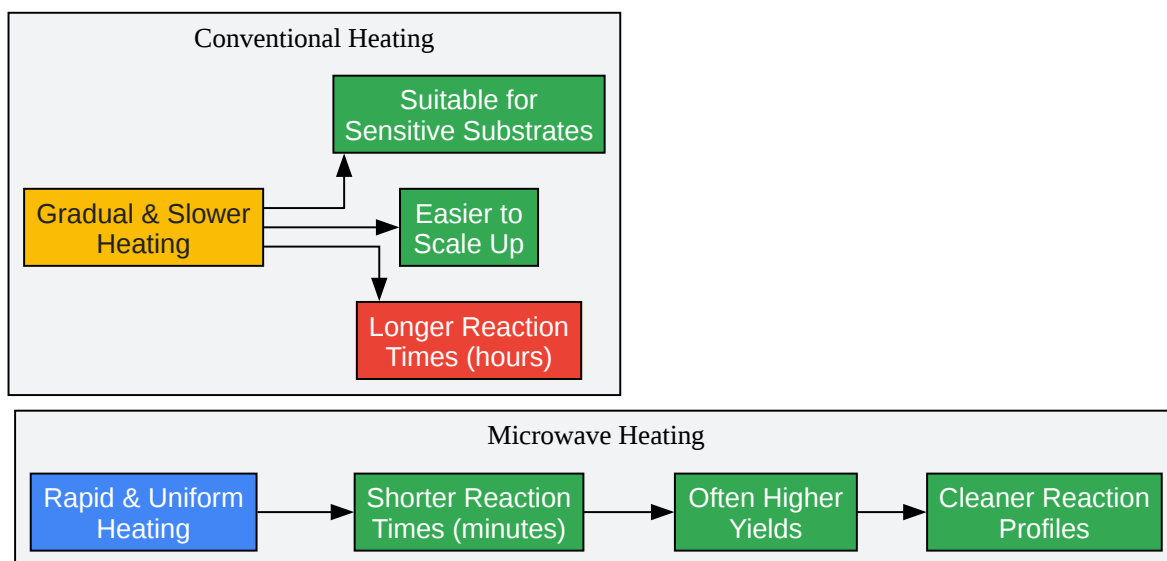 Conventional Heating
Suitable for
Sensitive Substrates
Gradual & Slower
Heating
Easier to
Scale Up
Longer Reaction
Times (hours)
Microwave Heating
Rapid & Uniform
Heating
Shorter Reaction
Times (minutes)
Often Higher
Yields
Cleaner Reaction
Profiles